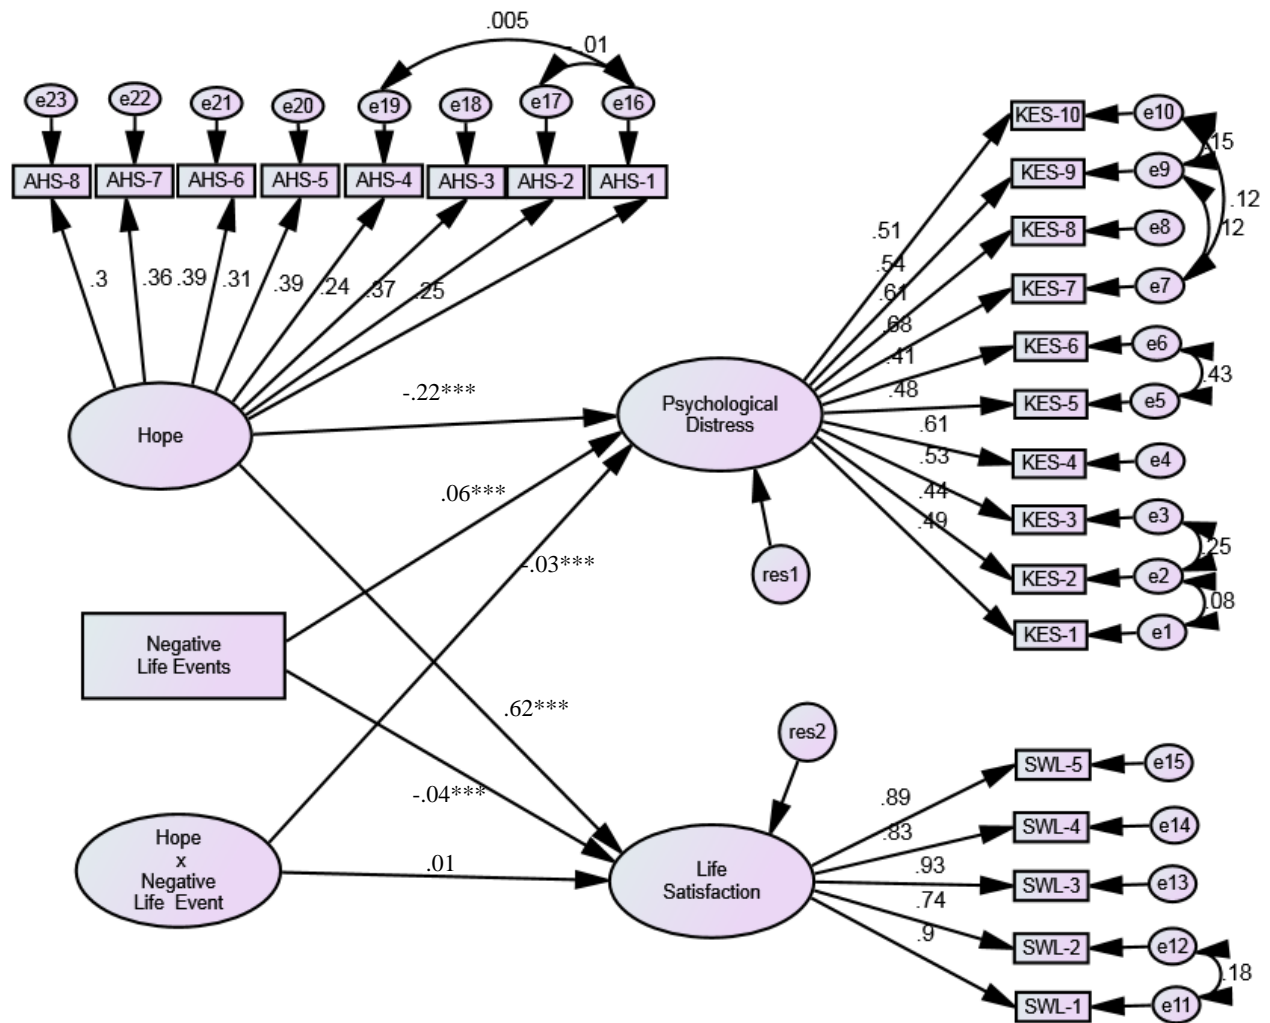 .005
-.01
e23
e22
e21
e20
e19
e18
e17
e16
AHS-8
AHS-7
AHS-6
AHS-5
AHS-4
AHS-3
AHS-2
AHS-1
.3
.36
.39
.31
.39
.24
.37
.25
Hope
-.22***
.06***
-.03***
Negative
Life Events
.62***
-.04***
Hope
x
Negative
Life Event
.01
Psychological
Distress
res1
.51
.54
.61
.68
.41
.48
.61
.53
.44
.49
KES-10
e10
KES-9
e9
KES-8
e8
KES-7
e7
KES-6
e6
KES-5
e5
KES-4
e4
KES-3
e3
KES-2
e2
KES-1
e1
.15
.12
.12
.43
.25
.08
res2
Life
Satisfaction
.89
.83
.93
.74
.9
SWL-5
e15
SWL-4
e14
SWL-3
e13
SWL-2
e12
SWL-1
e11
.18